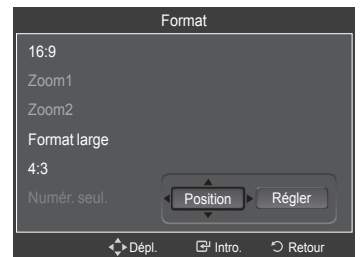 Format
16:9
Zoom1
Zoom2
Format large
4:3
Numér. seul.
Position Régler
Dépl. Intro. Retour